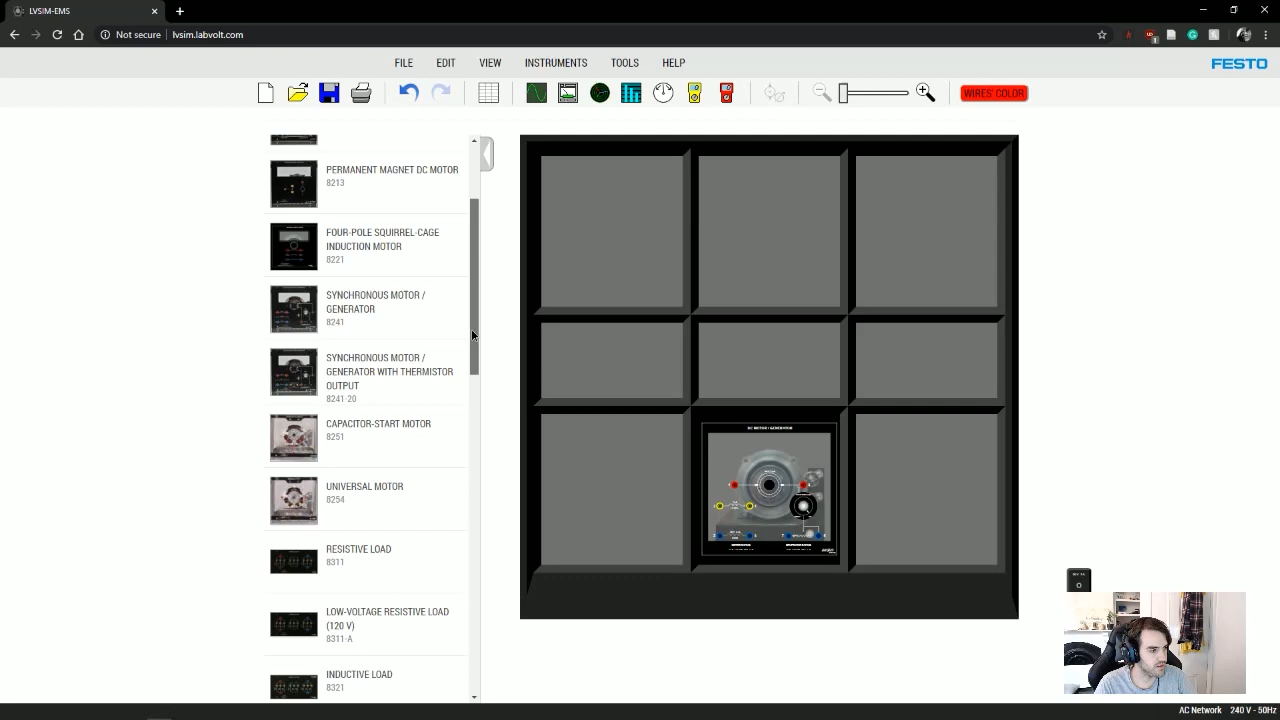 LVSIM-EMS
Not secure | lvsim.labvolt.com
FILE EDIT VIEW INSTRUMENTS TOOLS HELP
FESTO
WIRES' COLOR
PERMANENT MAGNET DC MOTOR
8213
FOUR-POLE SQUIRREL-CAGE
INDUCTION MOTOR
8221
SYNCHRONOUS MOTOR /
GENERATOR
8241
SYNCHRONOUS MOTOR /
GENERATOR WITH THERMISTOR
OUTPUT
8241-20
CAPACITOR-START MOTOR
8251
UNIVERSAL MOTOR
8254
RESISTIVE LOAD
8311
LOW-VOLTAGE RESISTIVE LOAD
(120 V)
8311-A
INDUCTIVE LOAD
8321
DC MOTOR / GENERATOR
AC Network 240 V - 50Hz